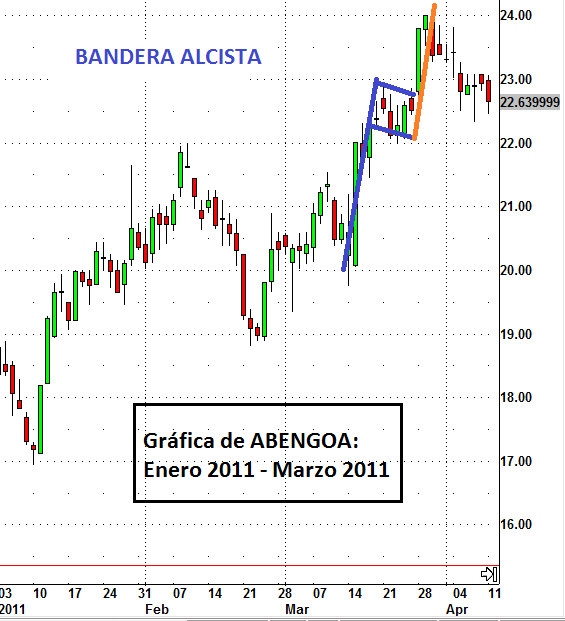 24.00
BANDERA ALCISTA
23.00
22.639999
22.00
21.00
20.00
19.00
18.00
Gráfica de ABENGOA:
Enero 2011 - Marzo 2011
17.00
16.00
03 10 17 24 31 07 14 21 28 07 14 21 28 04 11
2011 Feb Mar Apr